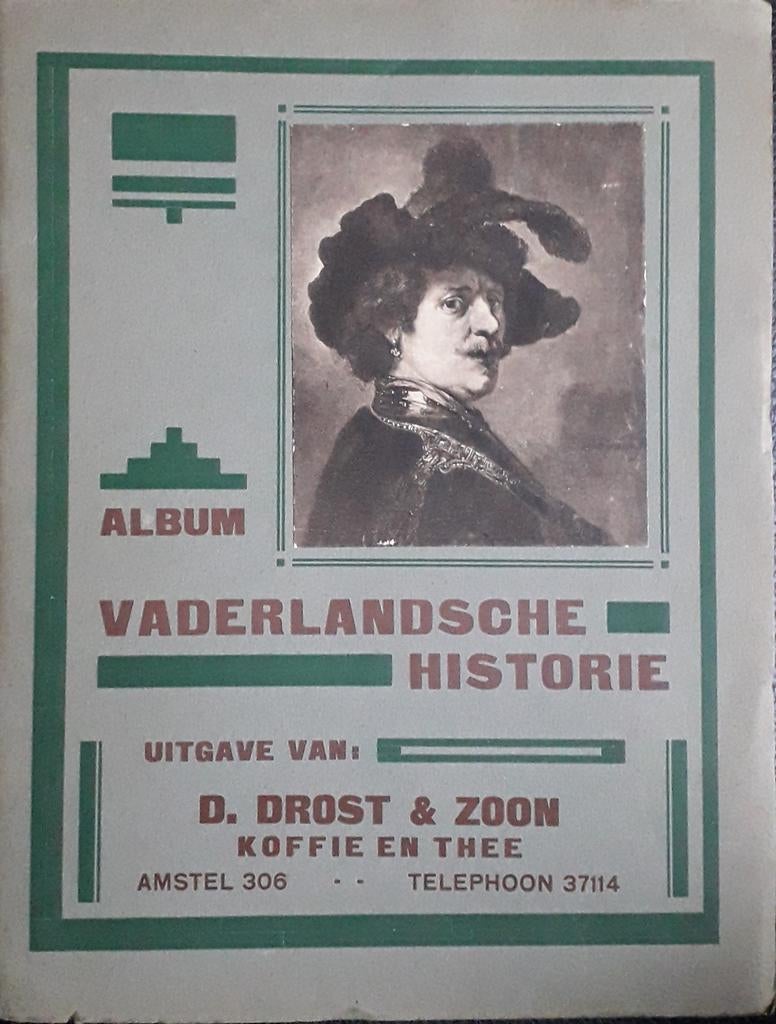 ALBUM
VADERLANDSCHE
HISTORIE
UITGAVE VAN:
D. DROST & ZOON
KOFFIE EN THEE
AMSTEL 306 - - TELEPHOON 37114